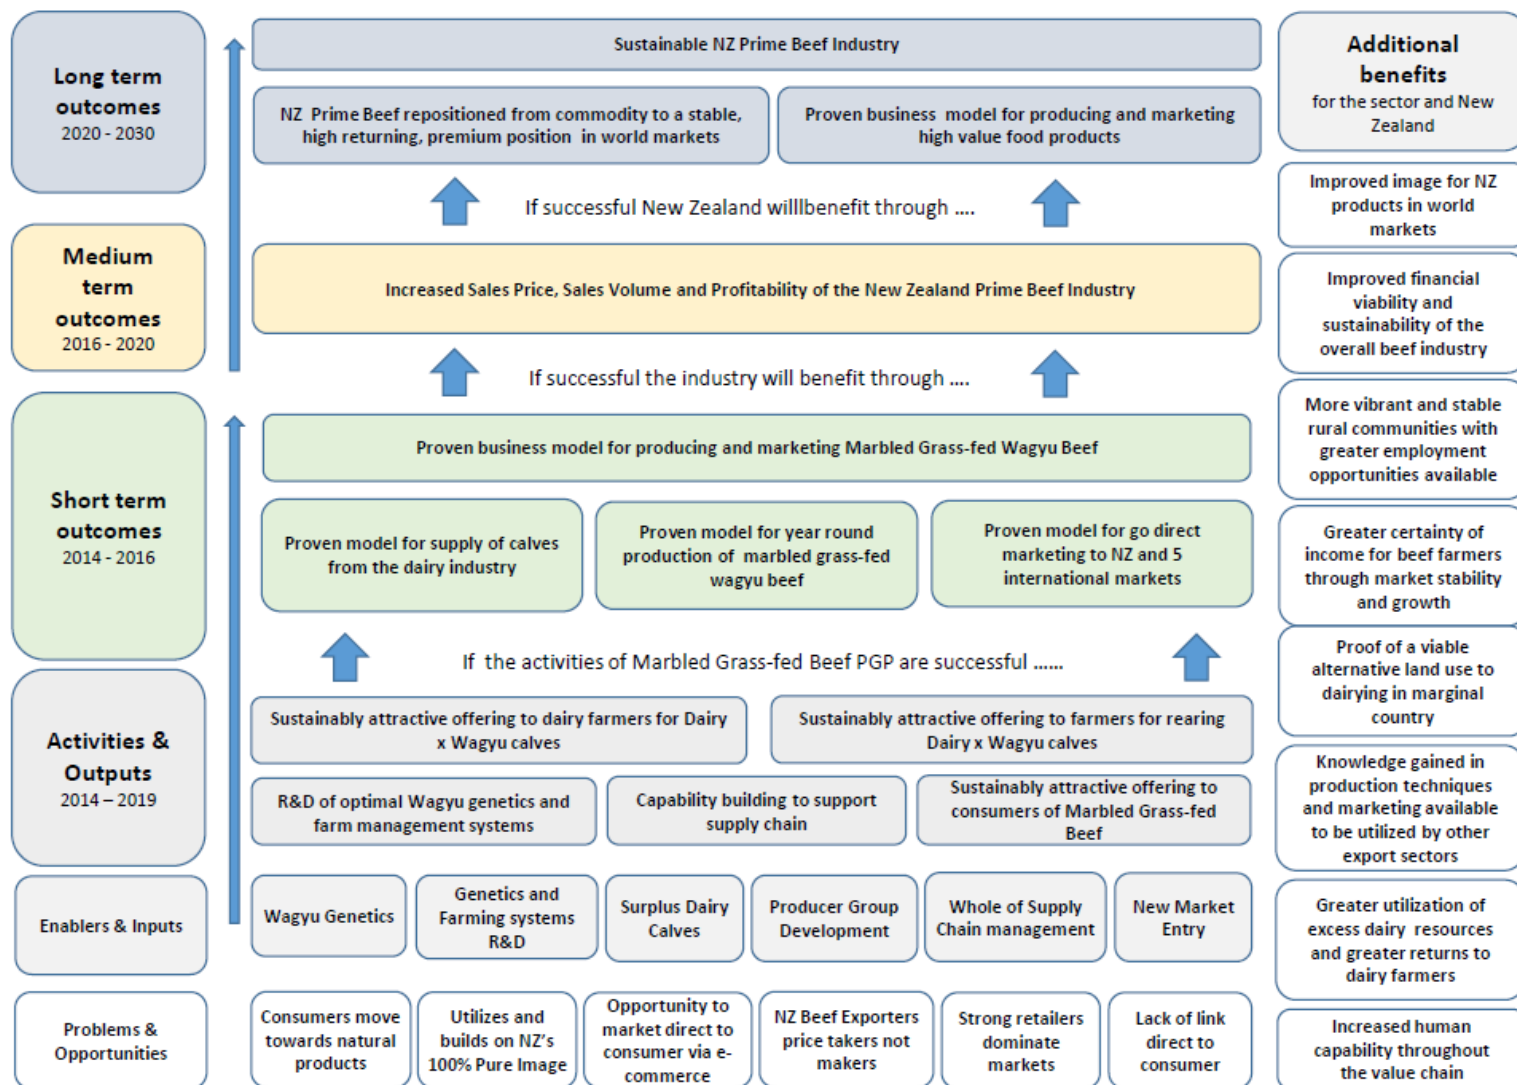 Long term
outcomes
2020 - 2030
Sustainable NZ Prime Beef Industry
NZ Prime Beef repositioned from commodity to a stable,
high returning, premium position in world markets
Proven business model for producing and marketing
high value food products
If successful New Zealand willlbenefit through ....
Medium
term
outcomes
2016 - 2020
Increased Sales Price, Sales Volume and Profitability of the New Zealand Prime Beef Industry
If successful the industry will benefit through ....
Short term
outcomes
2014 - 2016
Proven business model for producing and marketing Marbled Grass-fed Wagyu Beef
Proven model for supply of calves
from the dairy industry
Proven model for year round
production of marbled grass-fed
wagyu beef
Proven model for go direct
marketing to NZ and 5
international markets
If the activities of Marbled Grass-fed Beef PGP are successful ......
Activities &
Outputs
2014 – 2019
Sustainably attractive offering to dairy farmers for Dairy
x Wagyu calves
Sustainably attractive offering to farmers for rearing
Dairy x Wagyu calves
R&D of optimal Wagyu genetics and
farm management systems
Capability building to support
supply chain
Sustainably attractive offering to
consumers of Marbled Grass-fed
Beef
Enablers & Inputs
Wagyu Genetics
Genetics and
Farming systems
R&D
Surplus Dairy
Calves
Producer Group
Development
Whole of Supply
Chain management
New Market
Entry
Problems &
Opportunities
Consumers move
towards natural
products
Utilizes and
builds on NZ's
100% Pure Image
Opportunity to
market direct to
consumer via e-
commerce
NZ Beef Exporters
price takers not
makers
Strong retailers
dominate
markets
Lack of link
direct to
consumer
Additional
benefits
for the sector and New
Zealand
Improved image for NZ
products in world
markets
Improved financial
viability and
sustainability of the
overall beef industry
More vibrant and stable
rural communities with
greater employment
opportunities available
Greater certainty of
income for beef farmers
through market stability
and growth
Proof of a viable
alternative land use to
dairying in marginal
country
Knowledge gained in
production techniques
and marketing available
to be utilized by other
export sectors
Greater utilization of
excess dairy resources
and greater returns to
dairy farmers
Increased human
capability throughout
the value chain